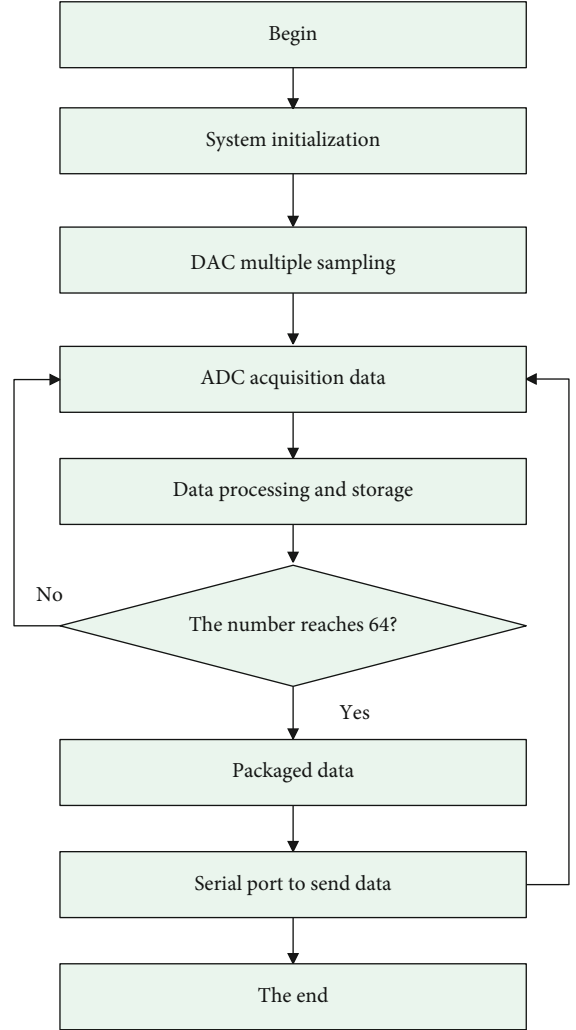 Begin
System initialization
DAC multiple sampling
ADC acquisition data
Data processing and storage
No
The number reaches 64?
Yes
Packaged data
Serial port to send data
The end